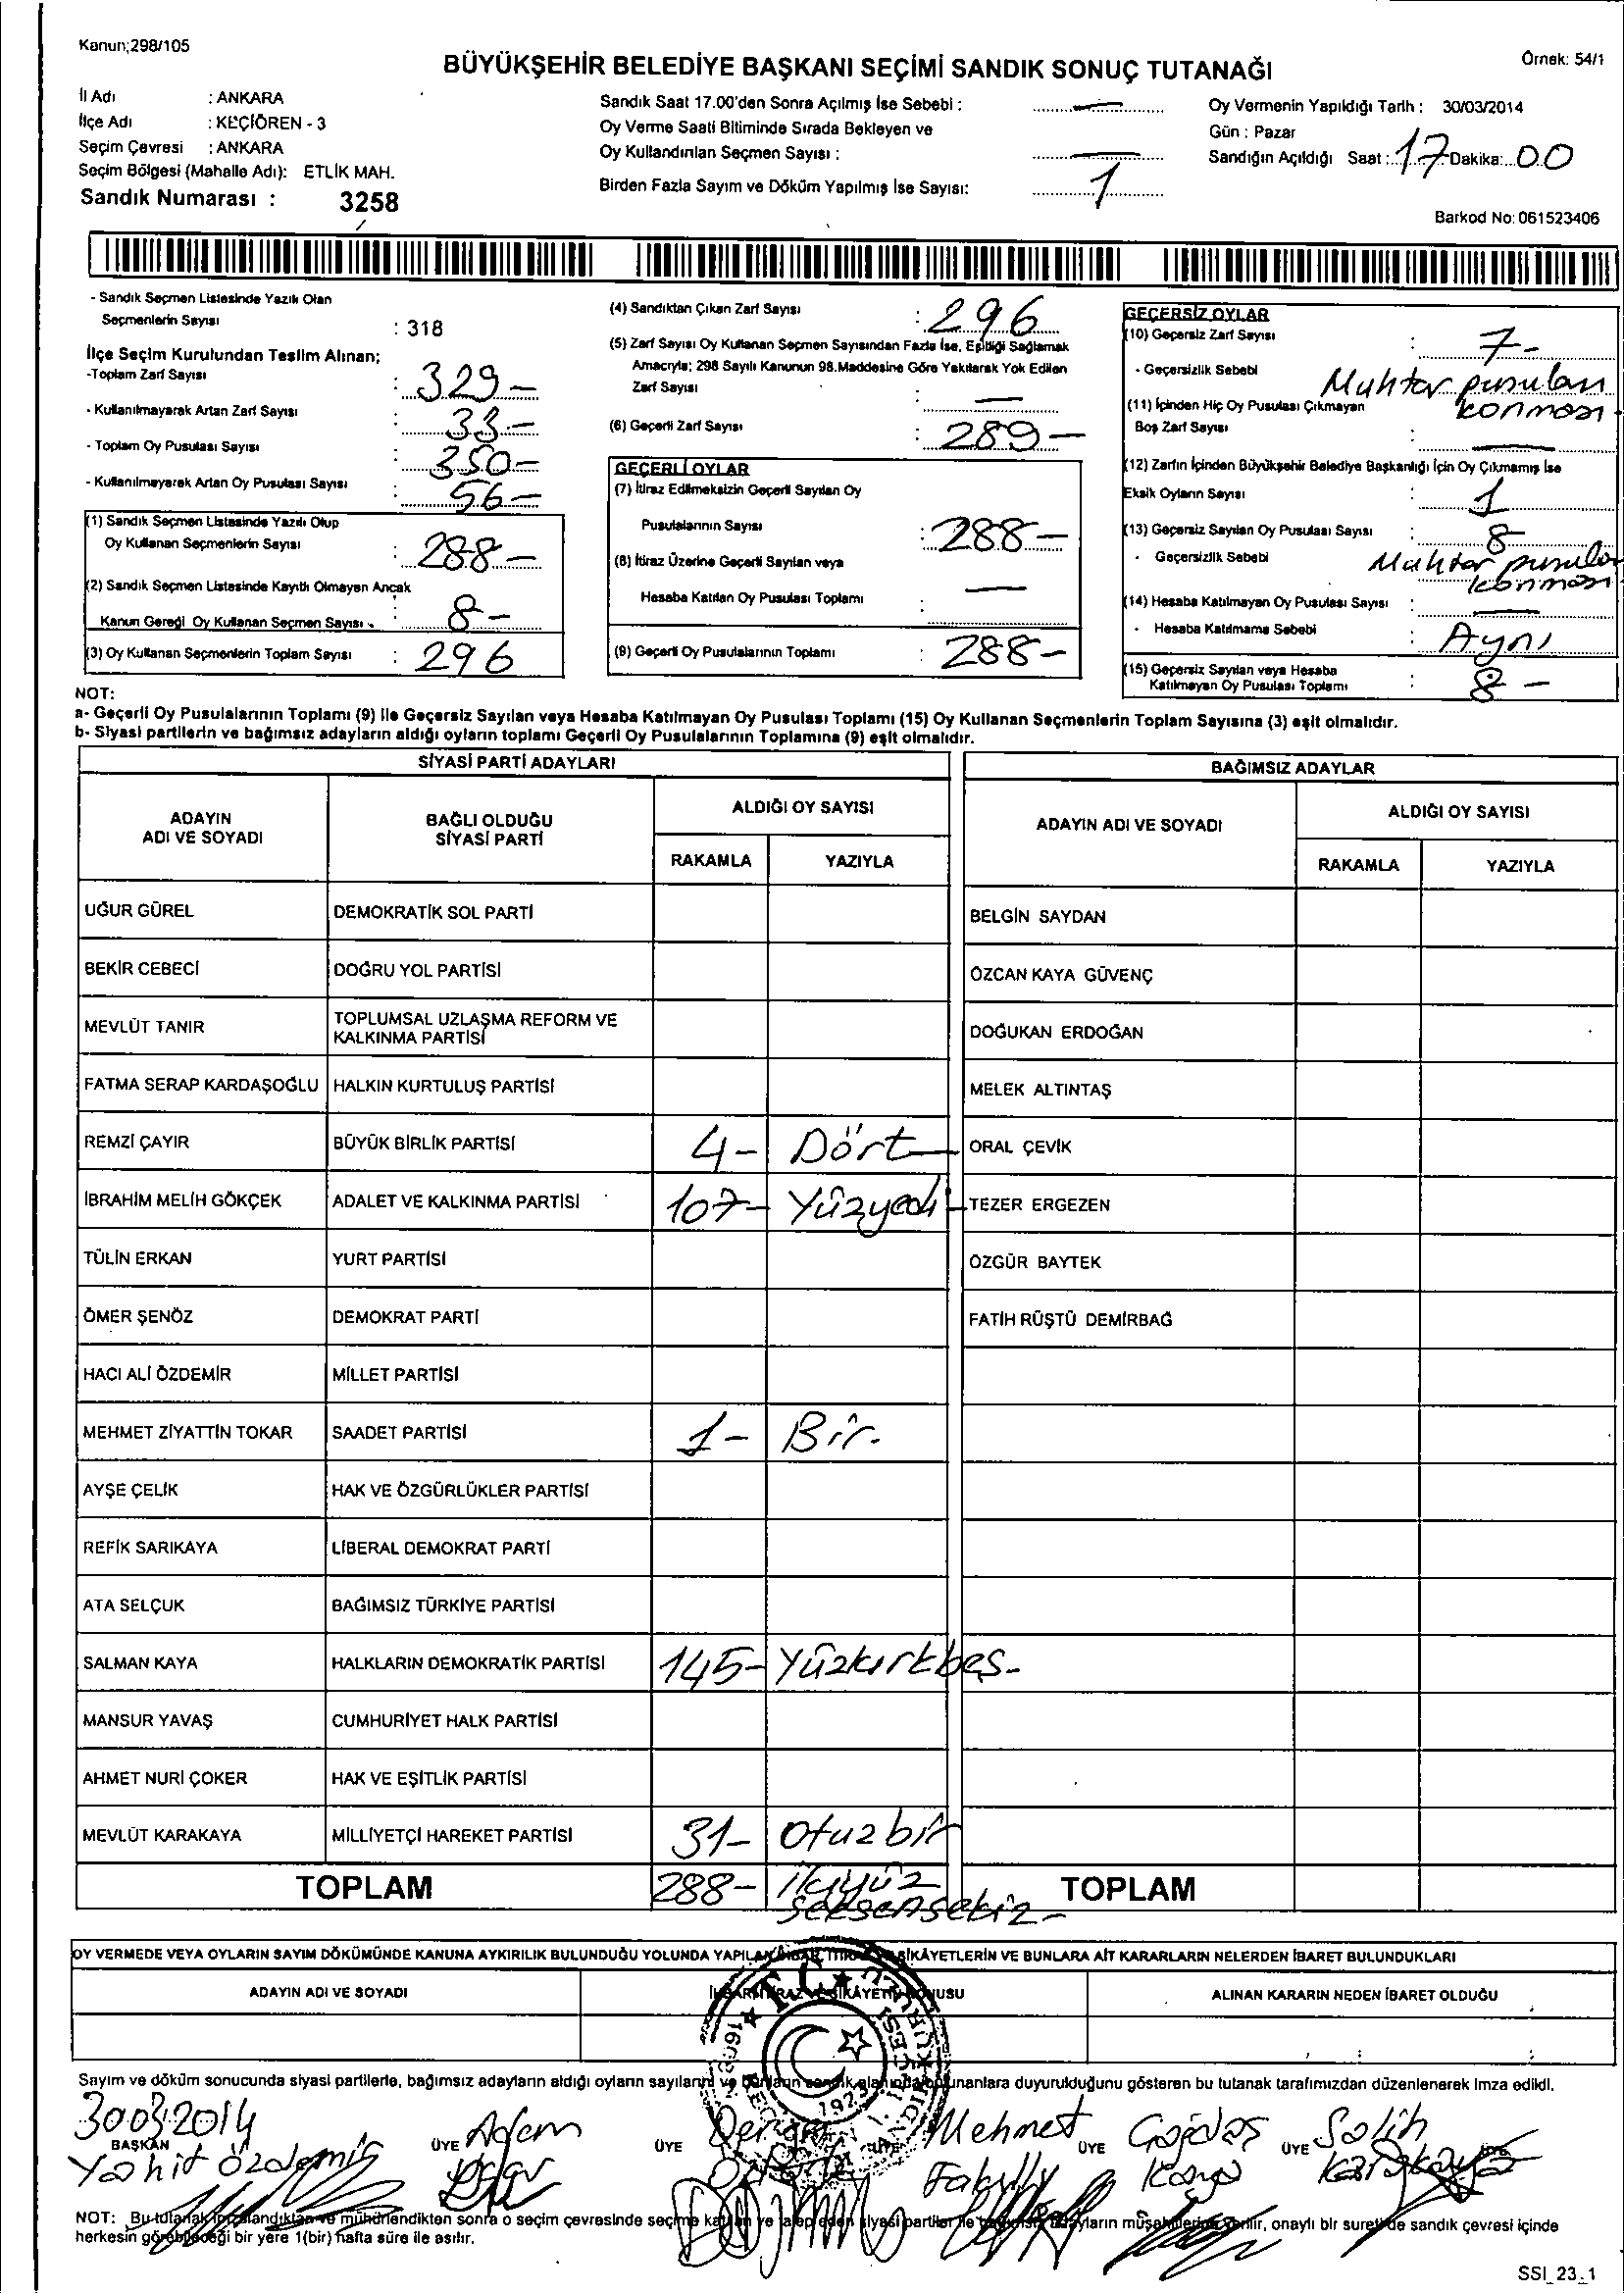 Kanun;298/105
BÜYÜKŞEHİR BELEDİYE BAŞKANI SEÇİMİ SANDIK SONUÇ TUTANAĞI
Örnek: 54/1
İl Adı : ANKARA
İlçe Adı : KEÇİÖREN - 3
Seçim Çevresi : ANKARA
Seçim Bölgesi (Mahalle Adı): ETLİK MAH.
Sandık Numarası : 3258
Sandık Saat 17.00'den Sonra Açılmış İse Sebebi : —
Oy Verme Saati Bitiminde Sırada Bekleyen ve
Oy Kullandırılan Seçmen Sayısı : —
Birden Fazla Sayım ve Döküm Yapılmış İse Sayısı: 1
Oy Vermenin Yapıldığı Tarih : 30/03/2014
Gün : Pazar
Sandığın Açıldığı Saat : 17 Dakika: 00
Barkod No: 061523406
- Sandık Seçmen Listesinde Yazılı Olan
Seçmenlerin Sayısı : 318
İlçe Seçim Kurulundan Teslim Alınan;
-Toplam Zarf Sayısı : 329-
- Kullanılmayarak Artan Zarf Sayısı : 33-
- Toplam Oy Pusulası Sayısı : 350-
- Kullanılmayarak Artan Oy Pusulası Sayısı : 56-
(1) Sandık Seçmen Listesinde Yazılı Olup
Oy Kullanan Seçmenlerin Sayısı : 288-
(2) Sandık Seçmen Listesinde Kayıtlı Olmayan Ancak
Kanun Gereği Oy Kullanan Seçmen Sayısı : 8-
(3) Oy Kullanan Seçmenlerin Toplam Sayısı : 296
(4) Sandıktan Çıkan Zarf Sayısı : 296
(5) Zarf Sayısı Oy Kullanan Seçmen Sayısından Fazla İse, Eşitliği Sağlamak
Amacıyla; 298 Sayılı Kanunun 98.Maddesine Göre Yakılarak Yok Edilen
Zarf Sayısı : —
(6) Geçerli Zarf Sayısı : 289-
GEÇERLİ OYLAR
(7) İtiraz Edilmeksizin Geçerli Sayılan Oy
Pusulalarının Sayısı : 288-
(8) İtiraz Üzerine Geçerli Sayılan veya
Hesaba Katılan Oy Pusulası Toplamı : —
(9) Geçerli Oy Pusulalarının Toplamı : 288-
GEÇERSİZ OYLAR
(10) Geçersiz Zarf Sayısı : 7-
- Geçersizlik Sebebi : Muhtar pusulası
konması
(11) İçinden Hiç Oy Pusulası Çıkmayan
Boş Zarf Sayısı : —
(12) Zarfın İçinden Büyükşehir Belediye Başkanlığı İçin Oy Çıkmamış İse
Eksik Oyların Sayısı : 1
(13) Geçersiz Sayılan Oy Pusulası Sayısı : 8
- Geçersizlik Sebebi Muhtar pusula
konması
(14) Hesaba Katılmayan Oy Pusulası Sayısı : —
- Hesaba Katılmama Sebebi : Aynı
(15) Geçersiz Sayılan veya Hesaba
Katılmayan Oy Pusulası Toplamı : 8-
NOT:
a- Geçerli Oy Pusulalarının Toplamı (9) ile Geçersiz Sayılan veya Hesaba Katılmayan Oy Pusulası Toplamı (15) Oy Kullanan Seçmenlerin Toplam Sayısına (3) eşit olmalıdır.
b- Siyasi partilerin ve bağımsız adayların aldığı oyların toplamı Geçerli Oy Pusulalarının Toplamına (9) eşit olmalıdır.
SİYASİ PARTİ ADAYLARI
ADAYIN ADI VE SOYADI
BAĞLI OLDUĞU SİYASİ PARTİ
ALDIĞI OY SAYISI
RAKAMLA YAZIYLA
UĞUR GÜREL DEMOKRATİK SOL PARTİ
BEKİR CEBECİ DOĞRU YOL PARTİSİ
MEVLÜT TANIR TOPLUMSAL UZLAŞMA REFORM VE KALKINMA PARTİSİ
FATMA SERAP KARDAŞOĞLU HALKIN KURTULUŞ PARTİSİ
REMZİ ÇAYIR BÜYÜK BİRLİK PARTİSİ 4- Dört
İBRAHİM MELİH GÖKÇEK ADALET VE KALKINMA PARTİSİ 107- Yüzyedi
TÜLİN ERKAN YURT PARTİSİ
ÖMER ŞENÖZ DEMOKRAT PARTİ
HACI ALİ ÖZDEMİR MİLLET PARTİSİ
MEHMET ZİYATTİN TOKAR SAADET PARTİSİ 1- Bir.
AYŞE ÇELİK HAK VE ÖZGÜRLÜKLER PARTİSİ
REFİK SARIKAYA LİBERAL DEMOKRAT PARTİ
ATA SELÇUK BAĞIMSIZ TÜRKİYE PARTİSİ
SALMAN KAYA HALKLARIN DEMOKRATİK PARTİSİ 145- Yüzkırkbeş-
MANSUR YAVAŞ CUMHURİYET HALK PARTİSİ
AHMET NURİ ÇOKER HAK VE EŞİTLİK PARTİSİ
MEVLÜT KARAKAYA MİLLİYETÇİ HAREKET PARTİSİ 31- Otuzbir
TOPLAM 288- İkiyüz
seksensekiz-
BAĞIMSIZ ADAYLAR
ADAYIN ADI VE SOYADI
ALDIĞI OY SAYISI
RAKAMLA YAZIYLA
BELGİN SAYDAN
ÖZCAN KAYA GÜVENÇ
DOĞUKAN ERDOĞAN
MELEK ALTINTAŞ
ORAL ÇEVİK
TEZER ERGEZEN
ÖZGÜR BAYTEK
FATİH RÜŞTÜ DEMİRBAĞ
TOPLAM
OY VERMEDE VEYA OYLARIN SAYIM DÖKÜMÜNDE KANUNA AYKIRILIK BULUNDUĞU YOLUNDA YAPILAN ŞİKAYETLERİN VE BUNLARA AİT KARARLARIN NELERDEN İBARET BULUNDUKLARI
ADAYIN ADI VE SOYADI
İHBAR İTİRAZ VE ŞİKAYETİN KONUSU
ALINAN KARARIN NEDEN İBARET OLDUĞU
T.C.
1923
Sayım ve döküm sonucunda siyasi partilerle, bağımsız adayların aldığı oyların sayılarını ve bunların sandık alanında bulunanlara duyurulduğunu gösteren bu tutanak tarafımızdan düzenlenerek imza edildi.
30032014
BAŞKAN Yahit Özdemir
ÜYE Adem
ÜYE
ÜYE Mehmet
ÜYE Kaya
ÜYE Salih Karakaya
NOT: Bu tutanak imzalandıktan ve mühürlendikten sonra o seçim çevresinde seçime katılan ve talep eden siyasi partiler ile bağımsız adayların müşahitlerine verilir, onaylı bir sureti de sandık çevresi içinde
herkesin görebileceği bir yere 1(bir) hafta süre ile asılır.
SSI_23_1